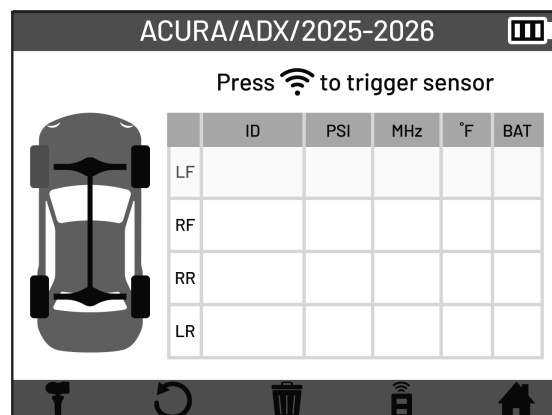 ACURA/ADX/2025-2026
Press to trigger sensor
ID PSI MHz °F BAT
LF
RF
RR
LR